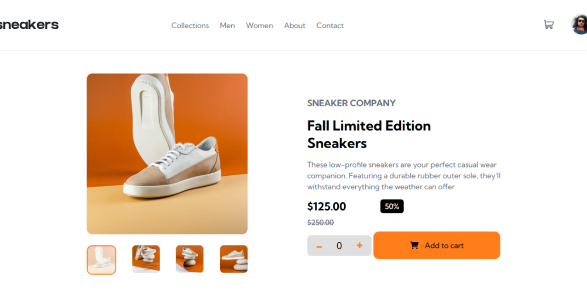 sneakers
Collections Men Women About Contact
SNEAKER COMPANY
Fall Limited Edition
Sneakers
These low-profile sneakers are your perfect casual wear
companion. Featuring a durable rubber outer sole, they'll
withstand everything the weather can offer
$125.00 50%
$250.00
– 0 + Add to cart